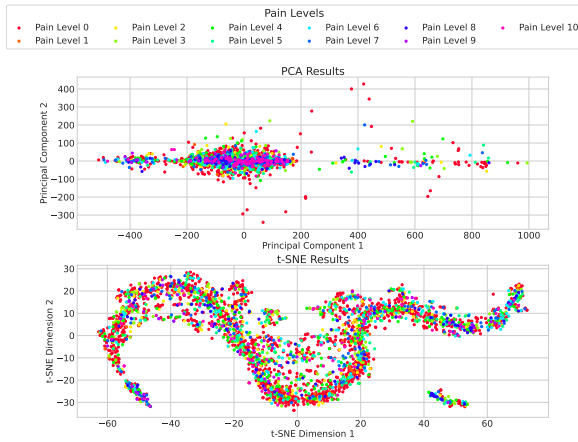 Pain Levels
Pain Level 0 Pain Level 2 Pain Level 4 Pain Level 6 Pain Level 8 Pain Level 10
Pain Level 1 Pain Level 3 Pain Level 5 Pain Level 7 Pain Level 9
PCA Results
400
300
200
100
0
−100
−200
−300
Principal Component 2
−400 −200 0 200 400 600 800 1000
Principal Component 1
t-SNE Results
30
20
10
0
−10
−20
−30
t-SNE Dimension 2
−60 −40 −20 0 20 40 60
t-SNE Dimension 1